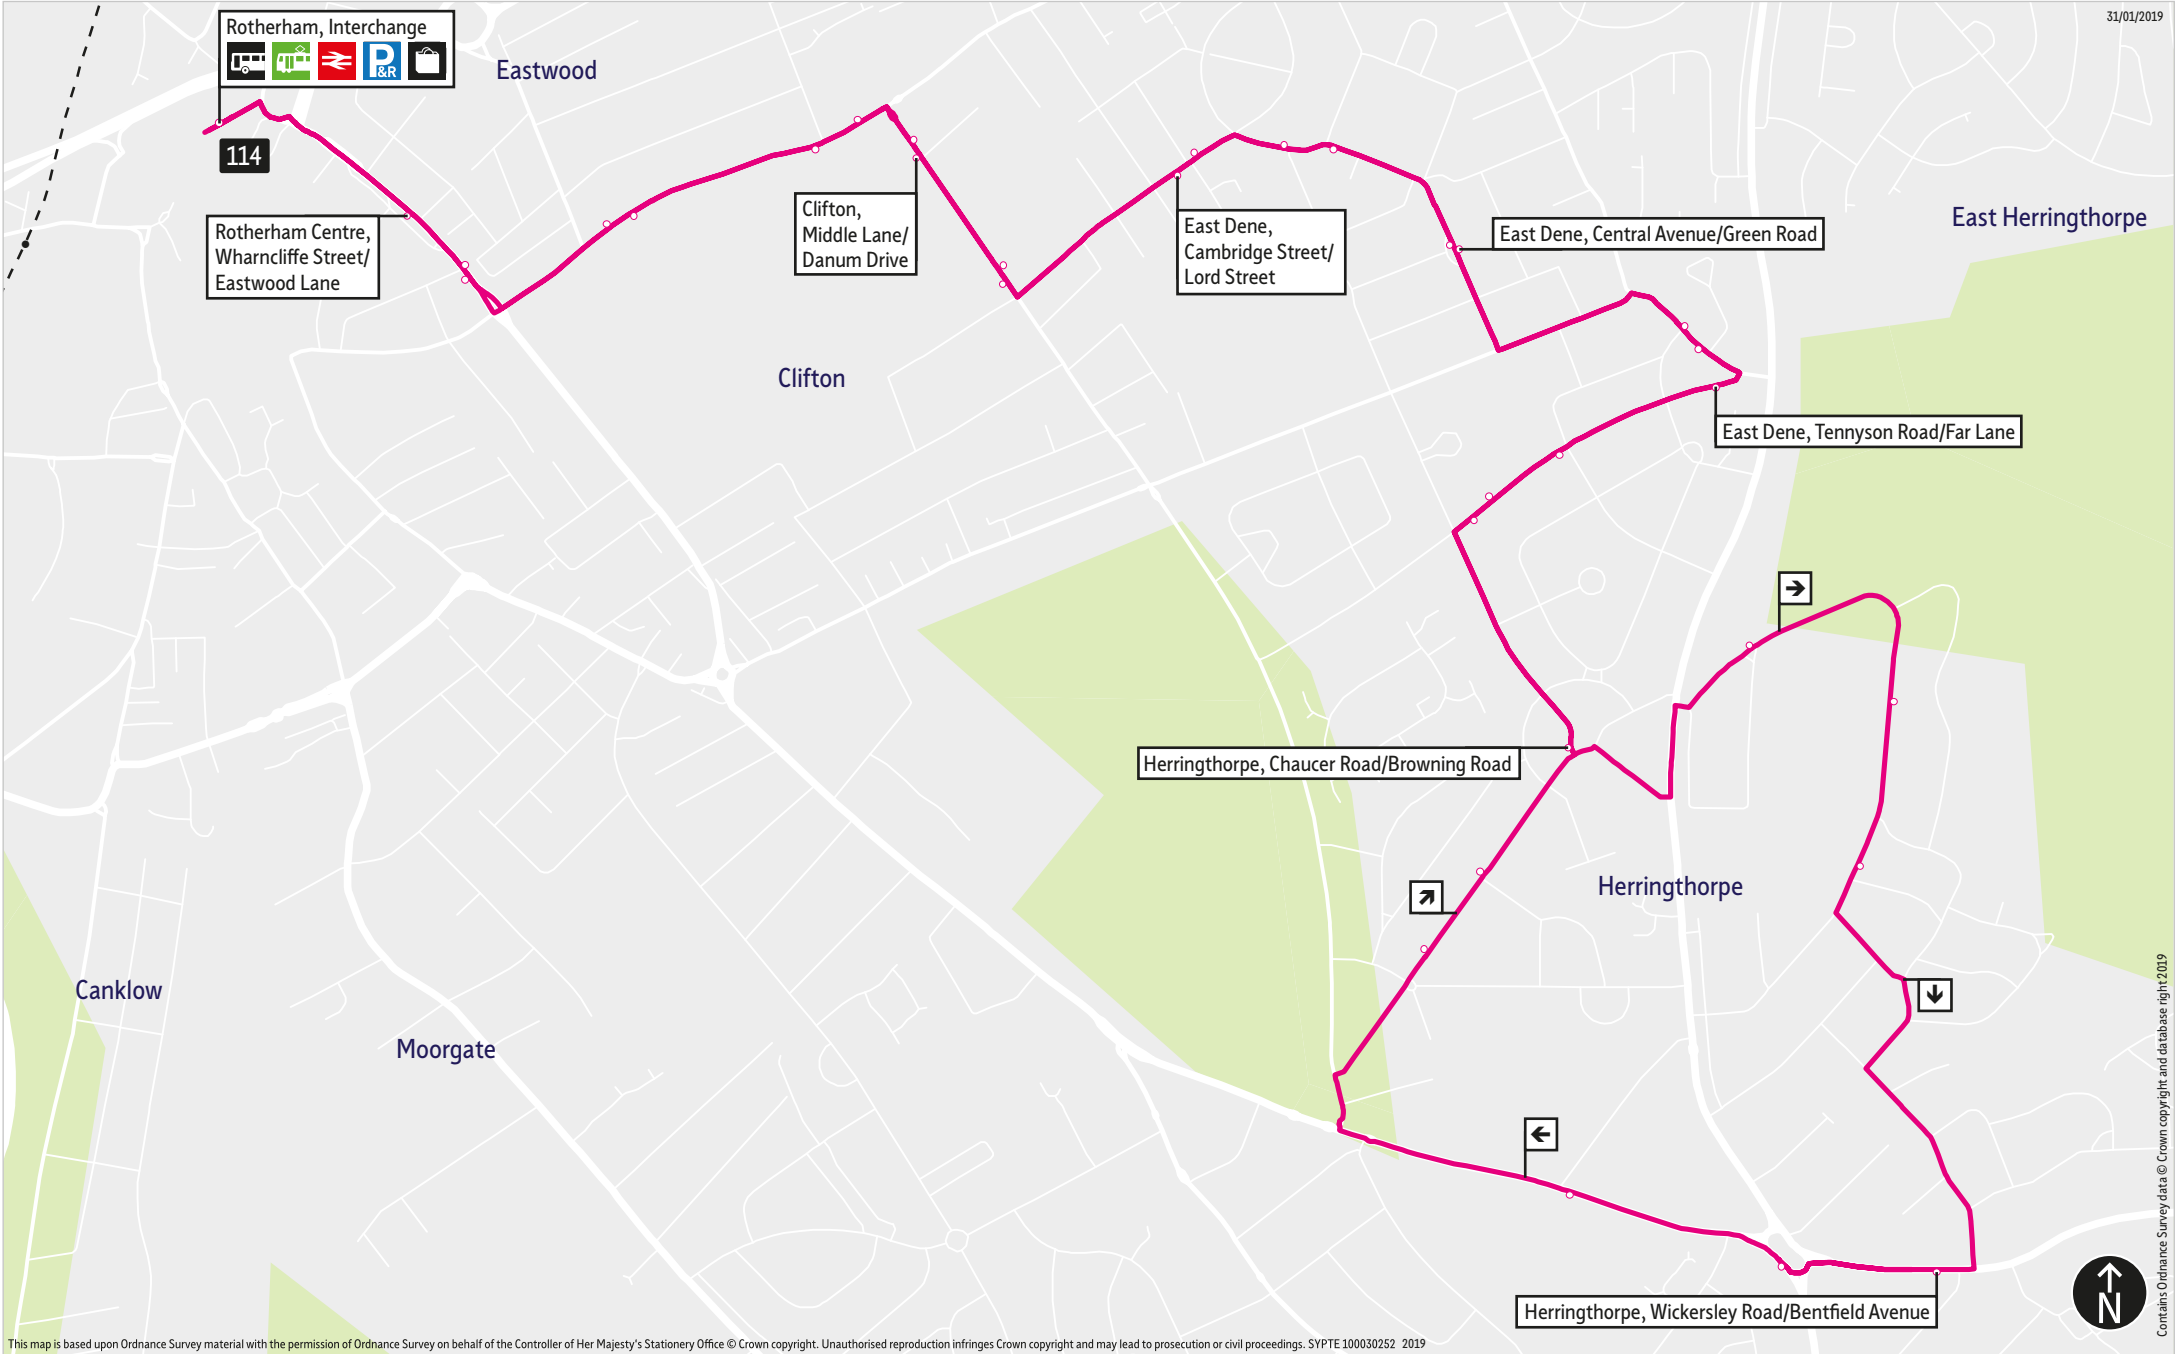 31/01/2019
Rotherham, Interchange
P
&R
Eastwood
114
Rotherham Centre,
Wharncliffe Street/
Eastwood Lane
Clifton,
Middle Lane/
Danum Drive
East Dene,
Cambridge Street/
Lord Street
East Dene, Central Avenue/Green Road
East Herringthorpe
Clifton
East Dene, Tennyson Road/Far Lane
Herringthorpe, Chaucer Road/Browning Road
Herringthorpe
Canklow
Moorgate
Herringthorpe, Wickersley Road/Bentfield Avenue
N
Contains Ordnance Survey data © Crown copyright and database right 2019
This map is based upon Ordnance Survey material with the permission of Ordnance Survey on behalf of the Controller of Her Majesty's Stationery Office © Crown copyright. Unauthorised reproduction infringes Crown copyright and may lead to prosecution or civil proceedings. SYPTE 100030252 2019